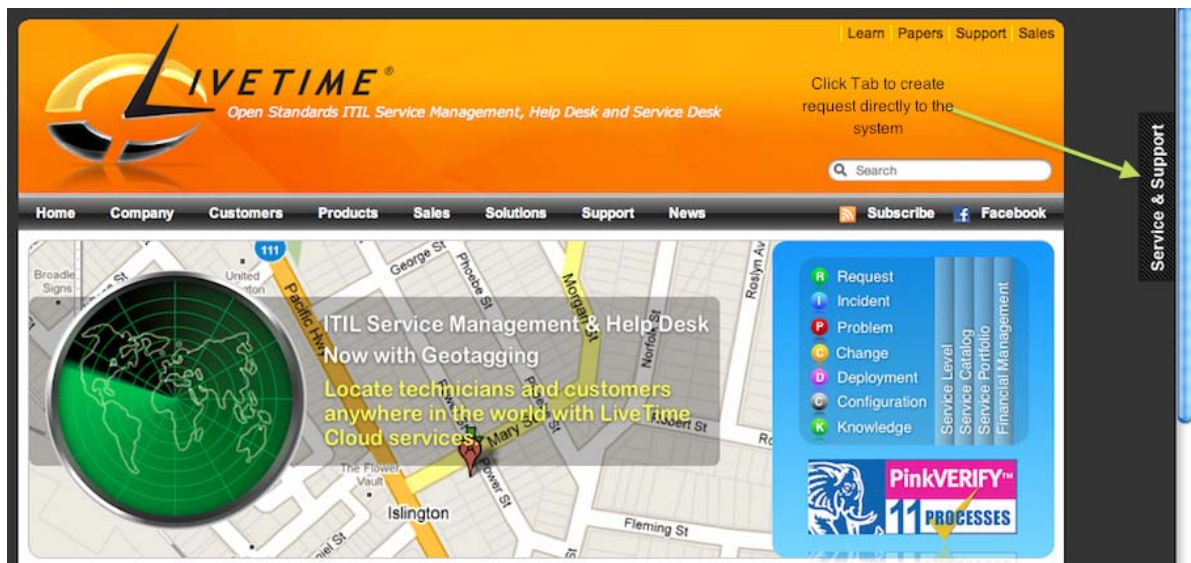 Learn Papers Support Sales
LIVETIME®
Open Standards ITIL Service Management, Help Desk and Service Desk
Click Tab to create
request directly to the
system
Search
Service & Support
Home Company Customers Products Sales Solutions Support News Subscribe Facebook
111
Broadle
Signs
United
George St
Phoebe St
Pacific Hwy
Morgan St
Norfolk St
Roslyn Av
ITIL Service Management & Help Desk
Now with Geotagging
Locate technicians and customers
anywhere in the world with LiveTime
Cloud services.
Mary St
Robert St
Power St
The Flower
Vault
Islington
Fleming St
R Request
I Incident
P Problem
C Change
D Deployment
C Configuration
K Knowledge
Service Level
Service Catalog
Service Portfolio
Financial Management
PinkVERIFY™
11 PROCESSES